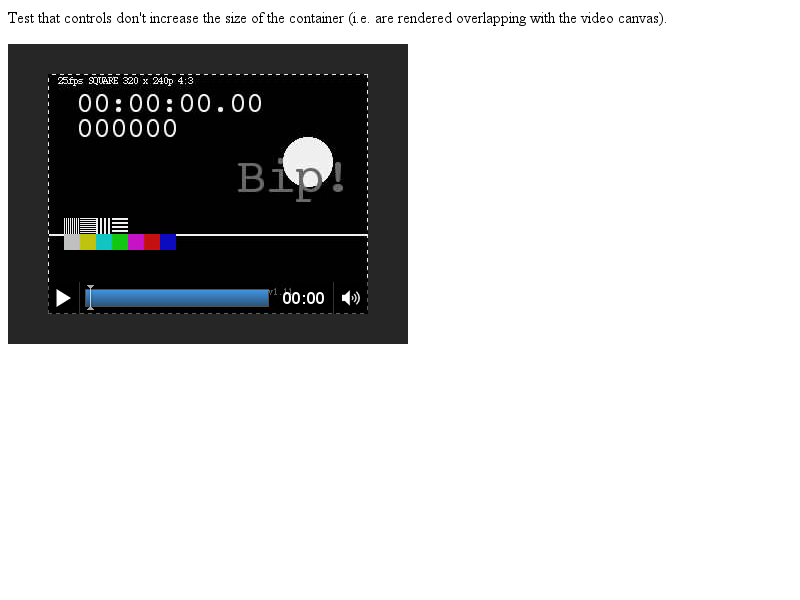 Test that controls don't increase the size of the container (i.e. are rendered overlapping with the video canvas).
25fps SQUARE 320 x 240p 4:3
00:00:00.00
000000
Bip!
00:00